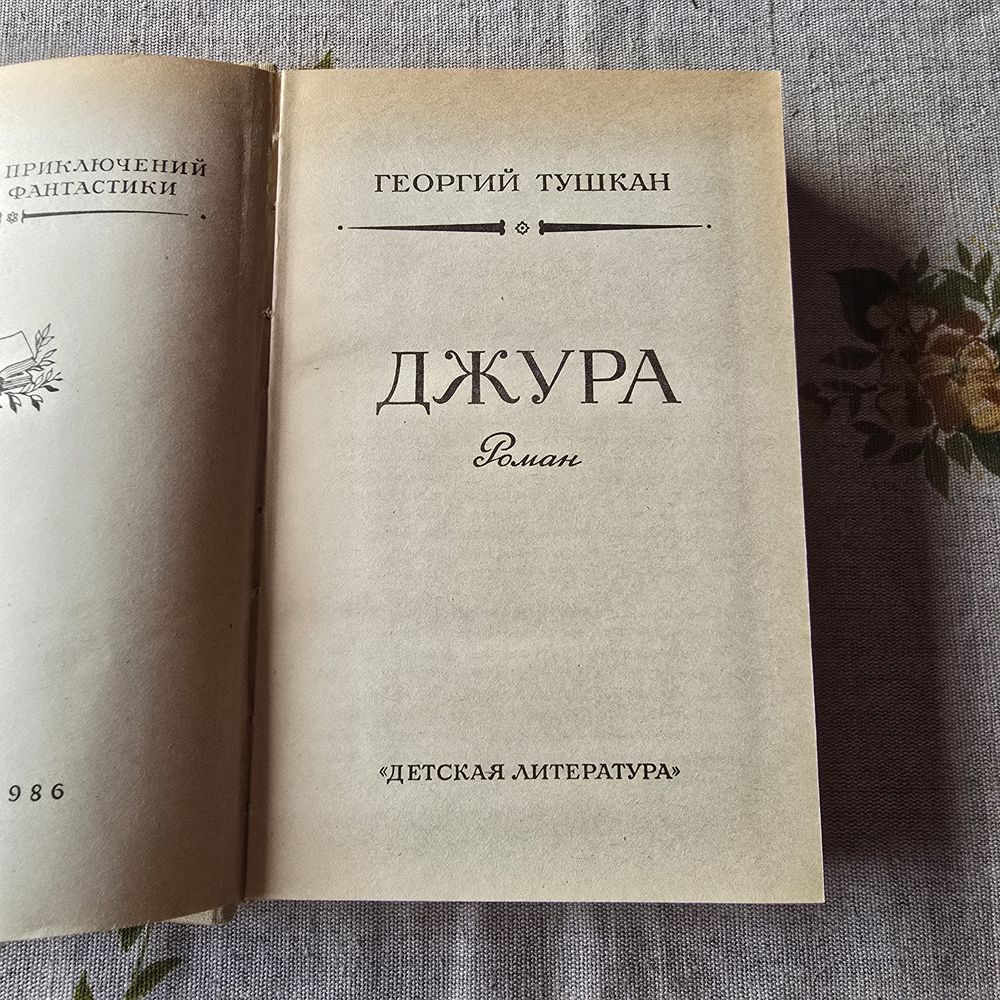 ПРИКЛЮЧЕНИЙ
ФАНТАСТИКИ
986
ГЕОРГИЙ ТУШКАН
ДЖУРА
Роман
«ДЕТСКАЯ ЛИТЕРАТУРА»